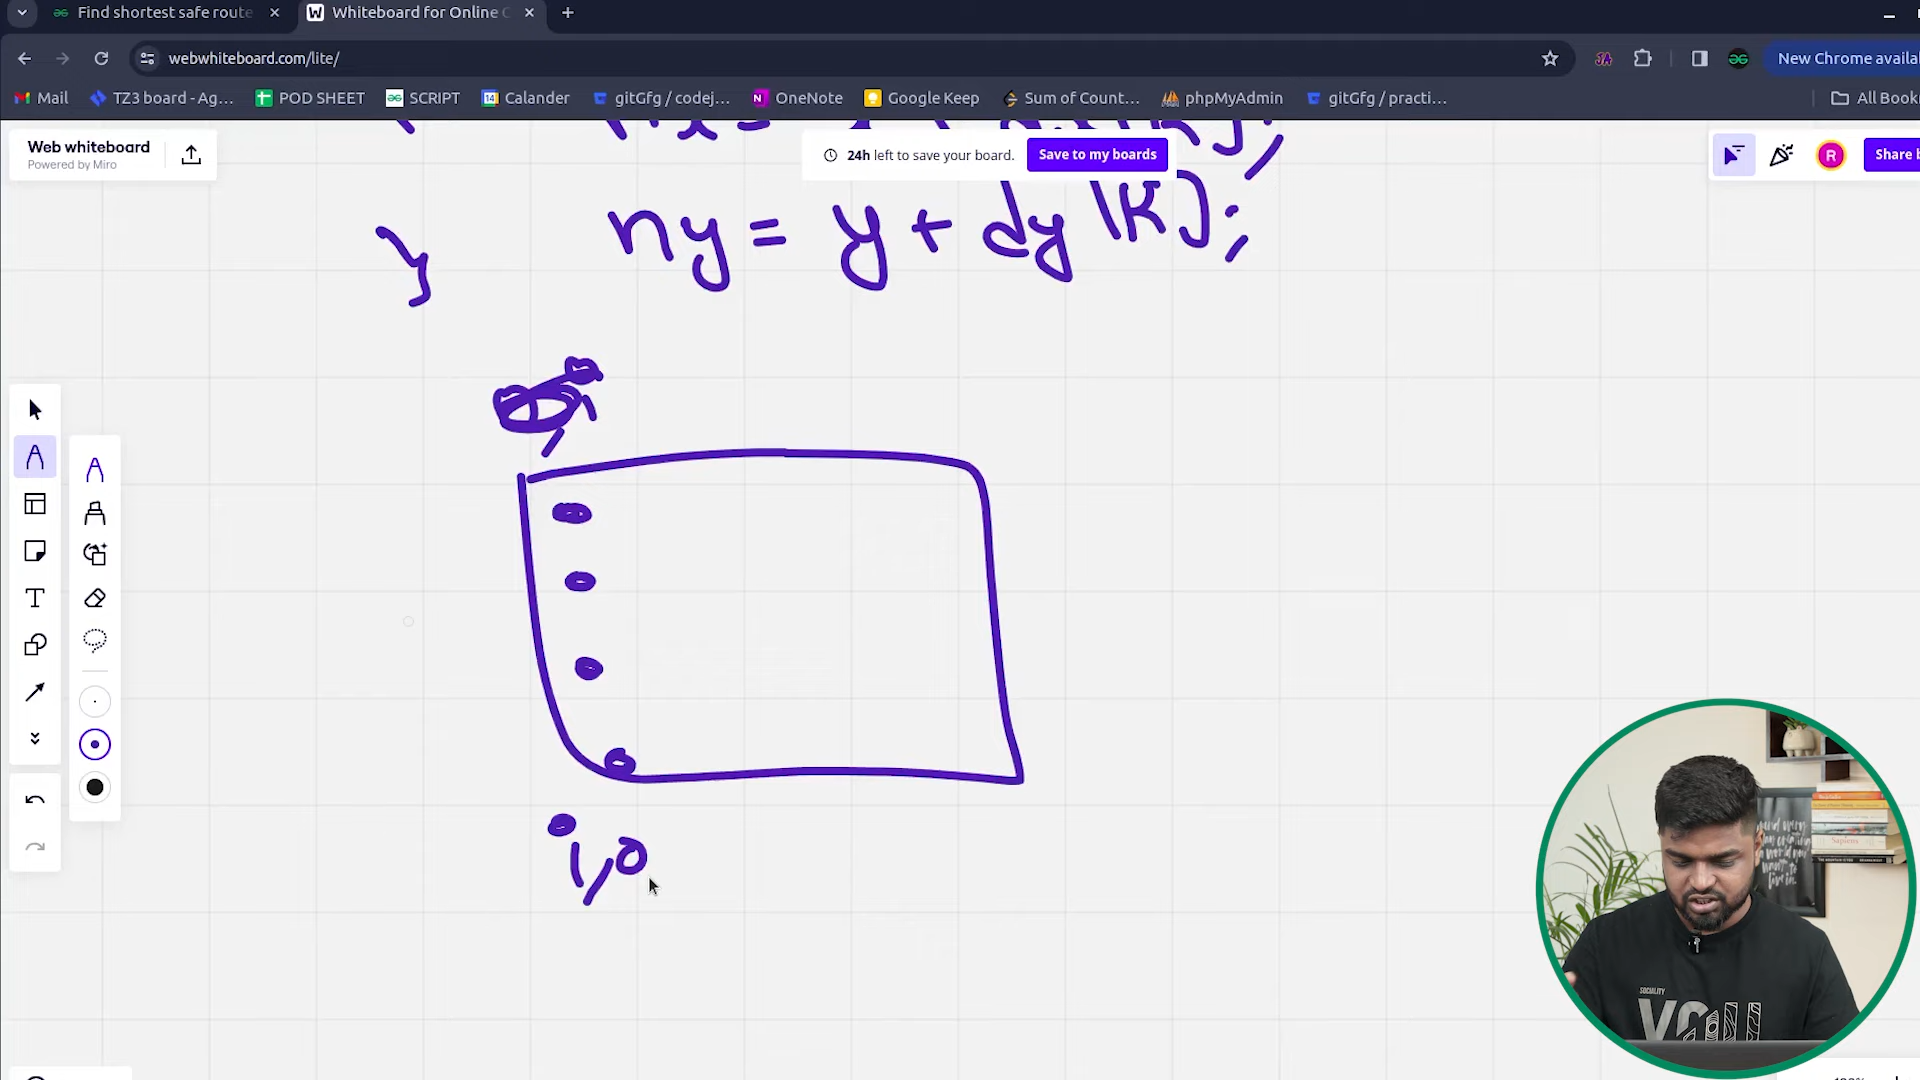 Find shortest safe route
Whiteboard for Online C
webwhiteboard.com/lite/
New Chrome availa
Mail
TZ3 board - Ag...
POD SHEET
SCRIPT
14 Calander
gitGfg / codej...
OneNote
Google Keep
Sum of Count...
phpMyAdmin
gitGfg / practi...
All Book
Web whiteboard
Powered by Miro
24h left to save your board.
Save to my boards
R
Share b
ny = y + dy[k];
}
T
1,0
SOCIALITY